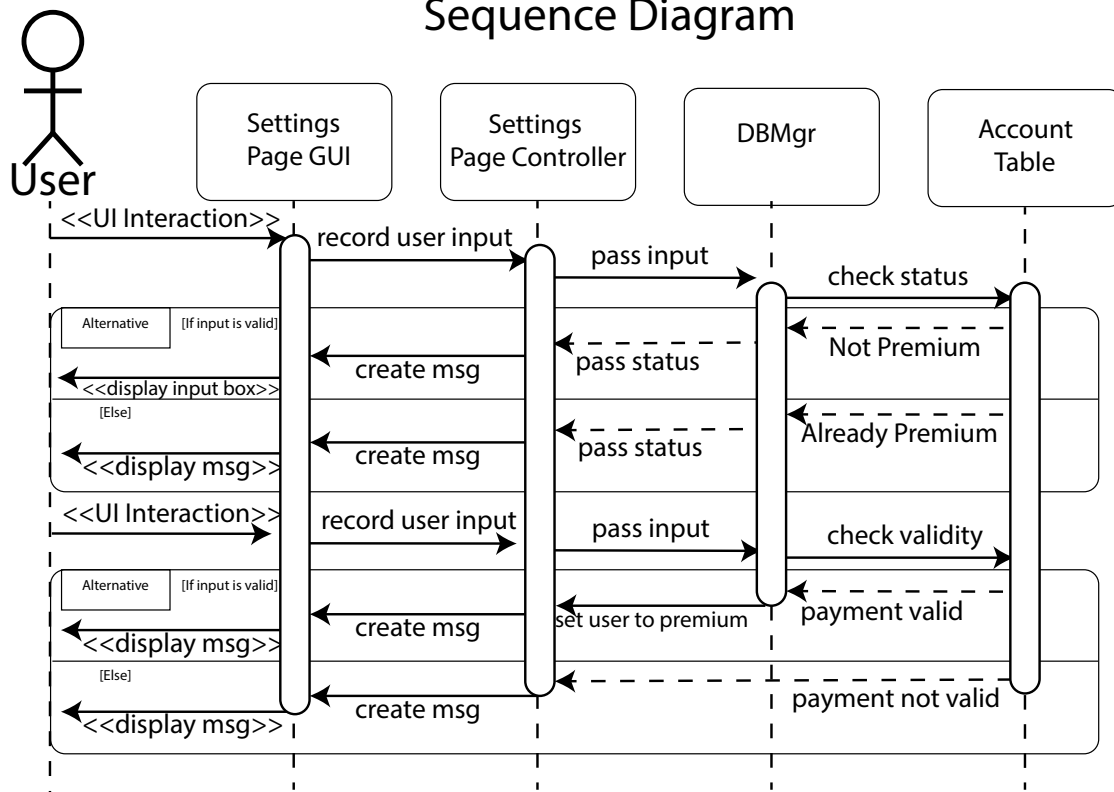 Sequence Diagram
User
Settings
Page GUI
Settings
Page Controller
DBMgr
Account
Table
<<UI Interaction>>
record user input
pass input
check status
Alternative
[If input is valid]
Not Premium
pass status
create msg
<<display input box>>
[Else]
Already Premium
pass status
create msg
<<display msg>>
<<UI Interaction>>
record user input
pass input
check validity
Alternative
[If input is valid]
payment valid
set user to premium
create msg
<<display msg>>
[Else]
payment not valid
create msg
<<display msg>>